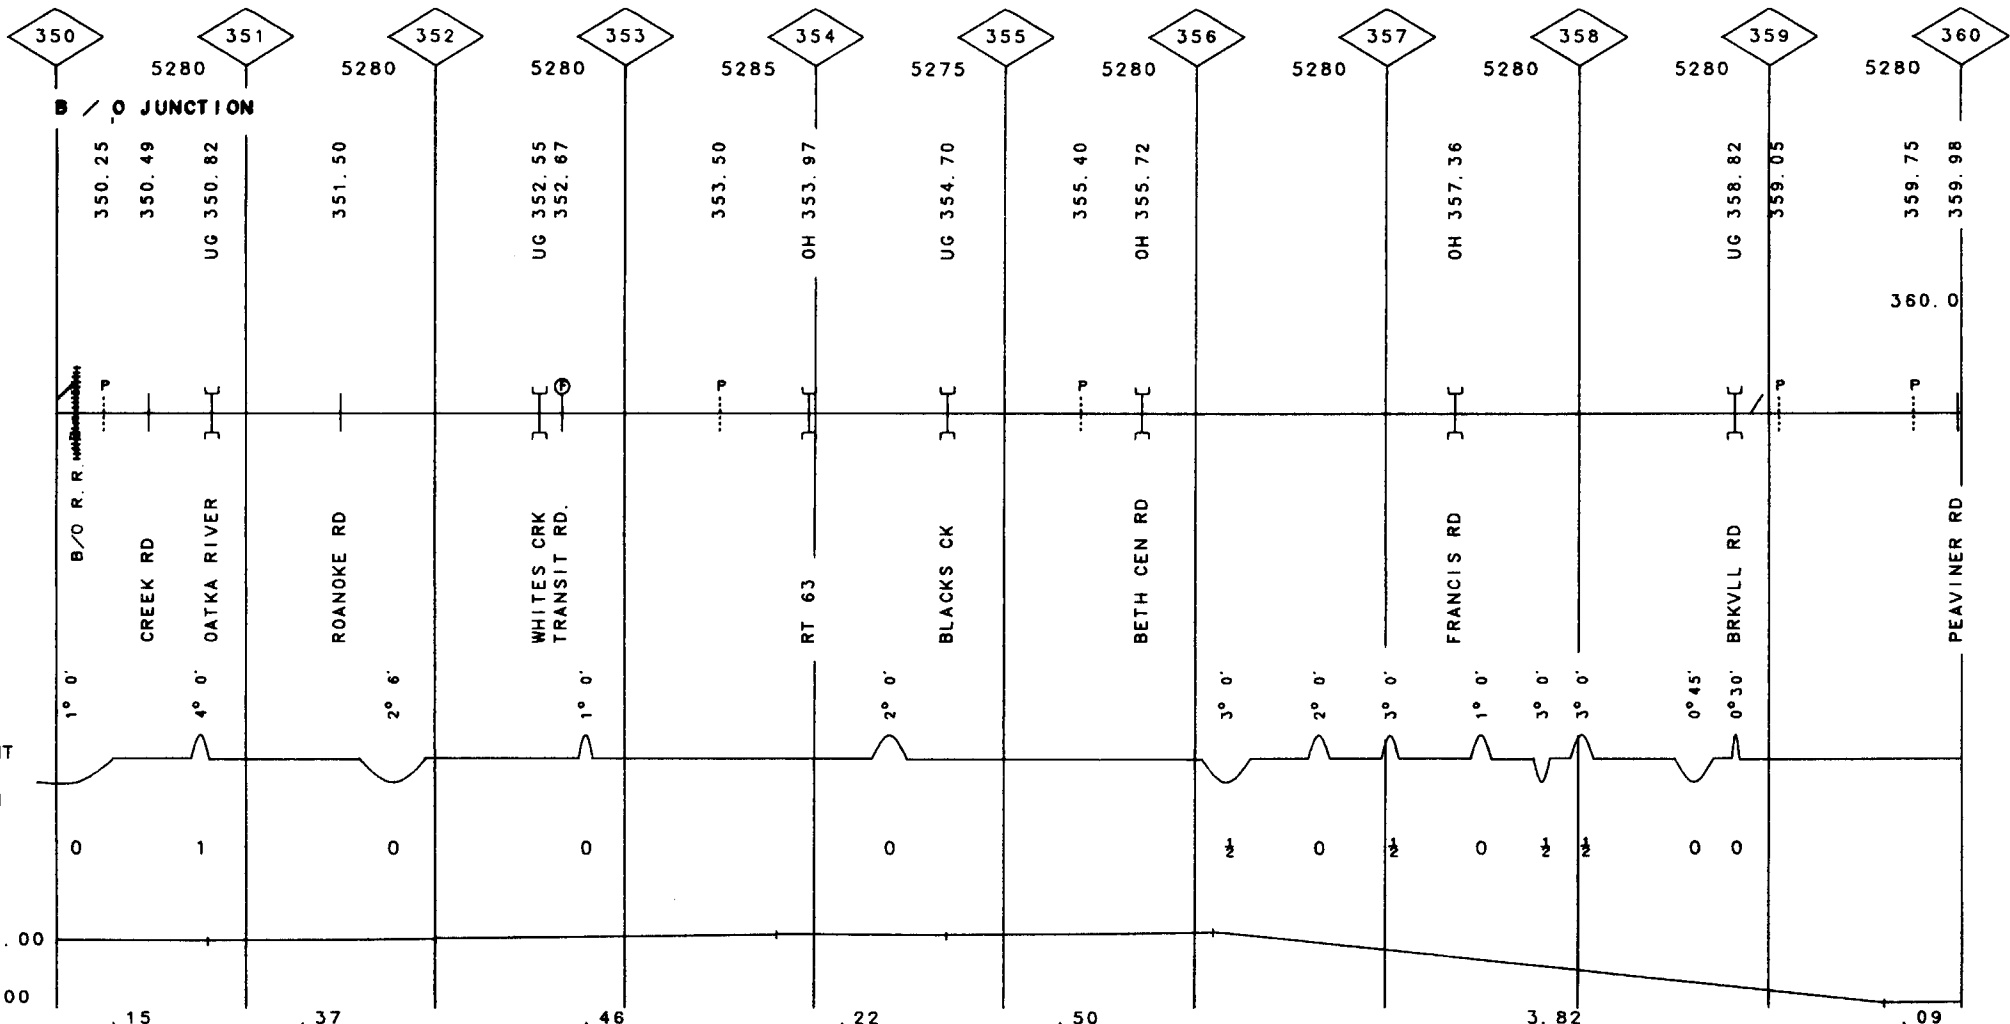 350 351 352 353 354 355 356 357 358 359 360
5280 5280 5280 5285 5275 5280 5280 5280 5280 5280
B / O JUNCTION
350.25
350.49
UG 350.82
351.50
UG 352.55
352.67
353.50
OH 353.97
UG 354.70
355.40
OH 355.72
OH 357.36
UG 358.82
359.05
359.75
359.98
360.0
P F P P P P
B/O R.R.
CREEK RD
OATKA RIVER
ROANOKE RD
WHITES CRK
TRANSIT RD.
RT 63
BLACKS CK
BETH CEN RD
FRANCIS RD
BRKVLL RD
PEAVINER RD
1° 0' 4° 0' 2° 6' 1° 0' 2° 0' 3° 0' 2° 0' 3° 0' 1° 0' 3° 0' 3° 0' 0° 45' 0° 30'
0 1 0 0 0 ½ 0 ½ 0 ½ ½ 0 0
.00
00
.15 .37 .46 .22 .50 3.82 .09